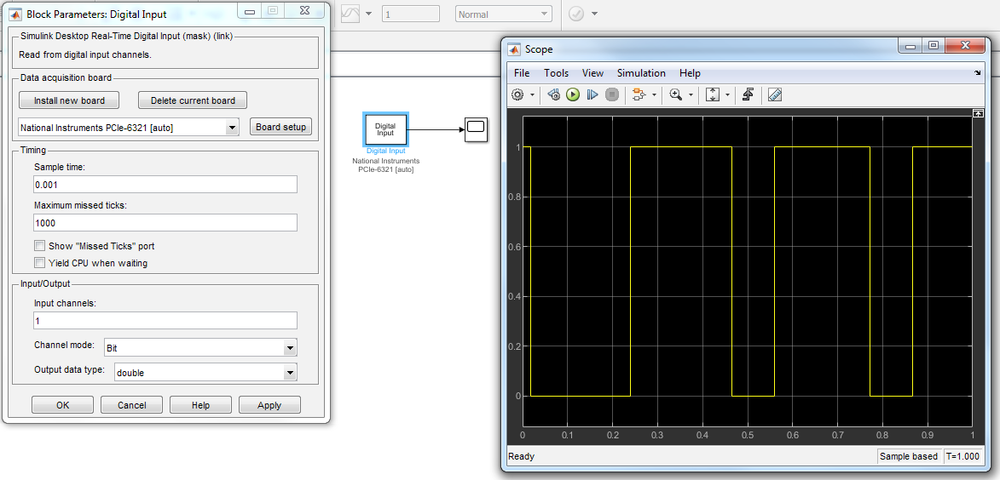 Block Parameters: Digital Input
Simulink Desktop Real-Time Digital Input (mask) (link)
Read from digital input channels.
Data acquisition board
Install new board
Delete current board
National Instruments PCIe-6321 [auto]
Board setup
Timing
Sample time:
0.001
Maximum missed ticks:
1000
Show "Missed Ticks" port
Yield CPU when waiting
Input/Output
Input channels:
1
Channel mode:
Bit
Output data type:
double
OK
Cancel
Help
Apply
1
Normal
Digital
Input
Digital Input
National Instruments
PCIe-6321 [auto]
Scope
File Tools View Simulation Help
1
0.8
0.6
0.4
0.2
0
0 0.1 0.2 0.3 0.4 0.5 0.6 0.7 0.8 0.9 1
Ready
Sample based
T=1.000